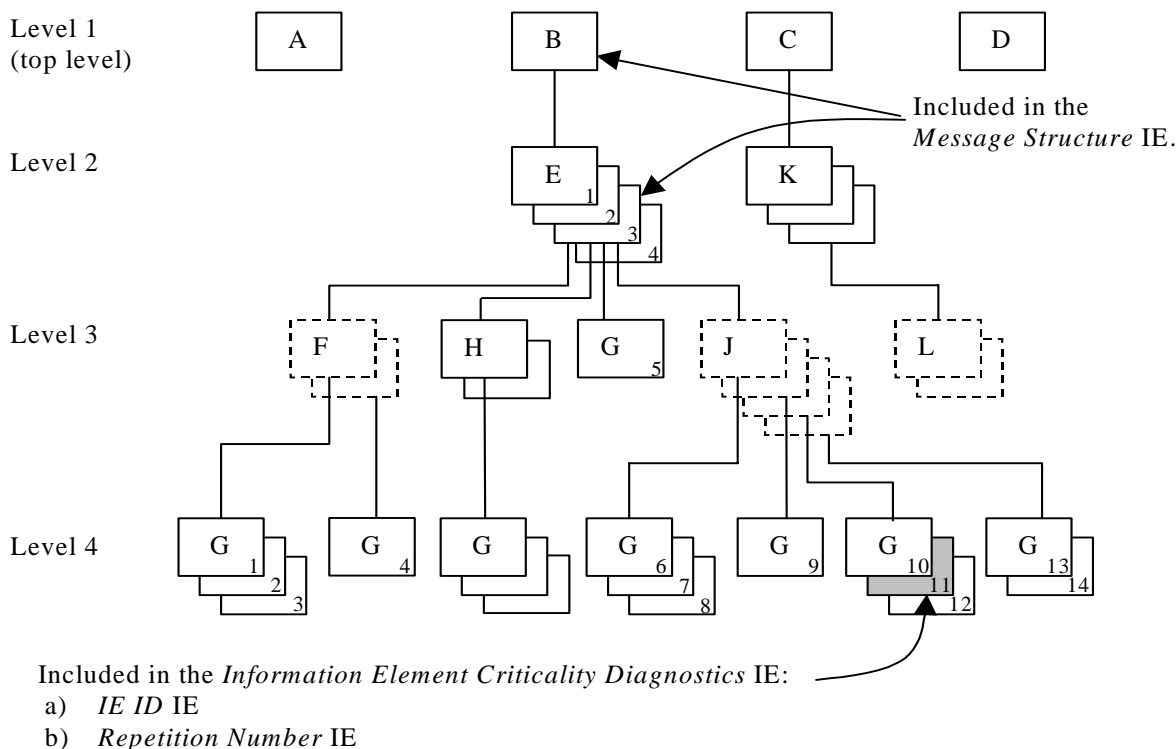 Level 1
(top level)
A
B
C
D
Included in the
Message Structure IE.
Level 2
E
1
2
3
4
K
Level 3
F
H
G
5
J
L
Level 4
G
1
2
3
G
4
G
G
6
7
8
G
9
G
10
11
12
G
13
14
Included in the Information Element Criticality Diagnostics IE:
a) IE ID IE
b) Repetition Number IE